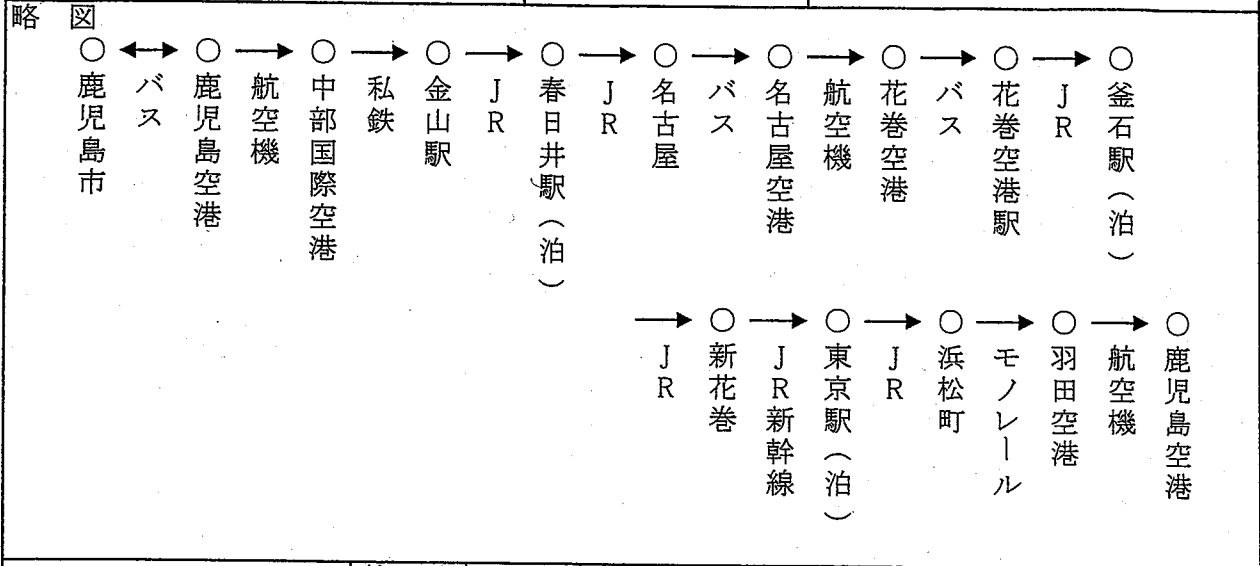 略図
○ ←→ ○ → ○ → ○ → ○ → ○ → ○ → ○ → ○ → ○
鹿児島市
バス
鹿児島空港
航空機
中部国際空港
私鉄
金山駅
JR
春日井駅(泊)
JR
名古屋
バス
名古屋空港
航空機
花巻空港
バス
花巻空港駅
JR
釜石駅(泊)
→ ○ → ○ → ○ → ○ → ○
JR
新花巻
JR新幹線
東京駅(泊)
JR
浜松町
モノレール
羽田空港
航空機
鹿児島空港